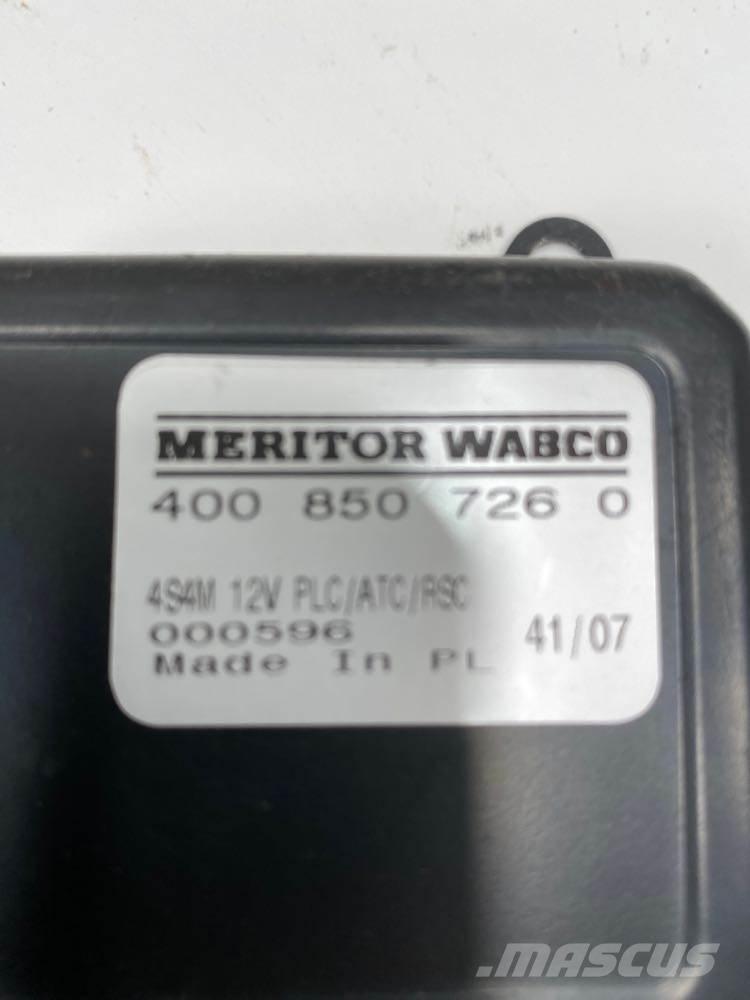 MERITOR WABCO
400 850 726 0
4S4M 12V PLC/ATC/RSC
000596 41/07
Made In PL
MASCUS